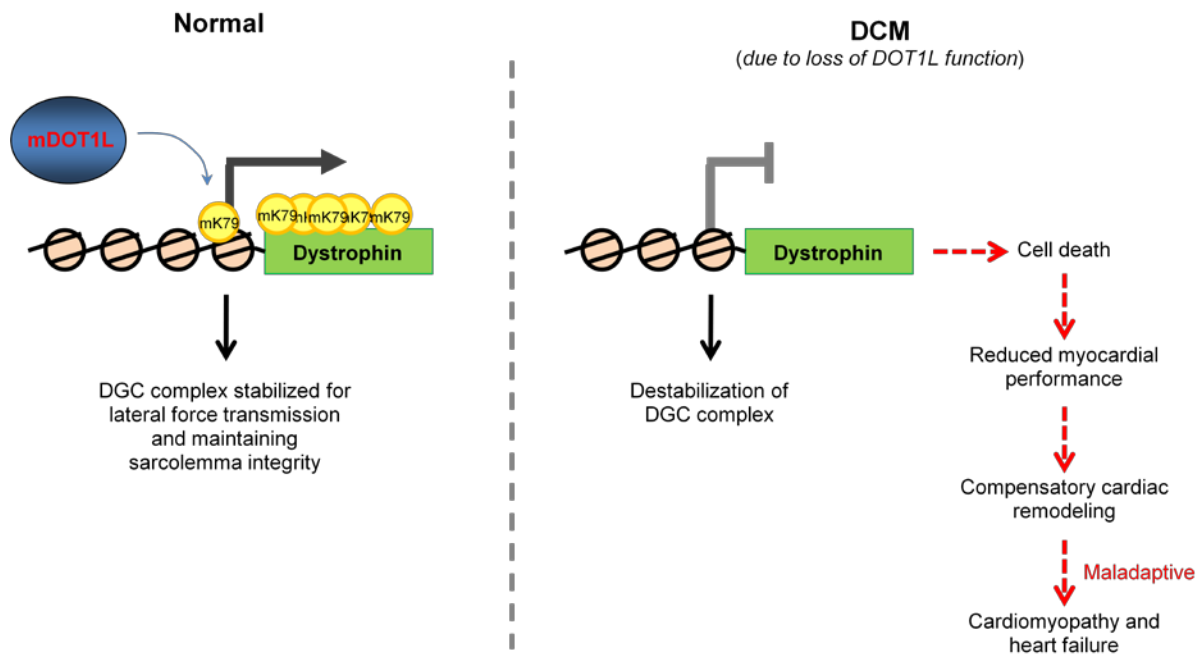 Normal
mDOT1L
mK79
mK79
mK79
mK79
Dystrophin
DGC complex stabilized for
lateral force transmission
and maintaining
sarcolemma integrity
DCM
(due to loss of DOT1L function)
Dystrophin
Cell death
Destabilization of
DGC complex
Reduced myocardial
performance
Compensatory cardiac
remodeling
Maladaptive
Cardiomyopathy and
heart failure